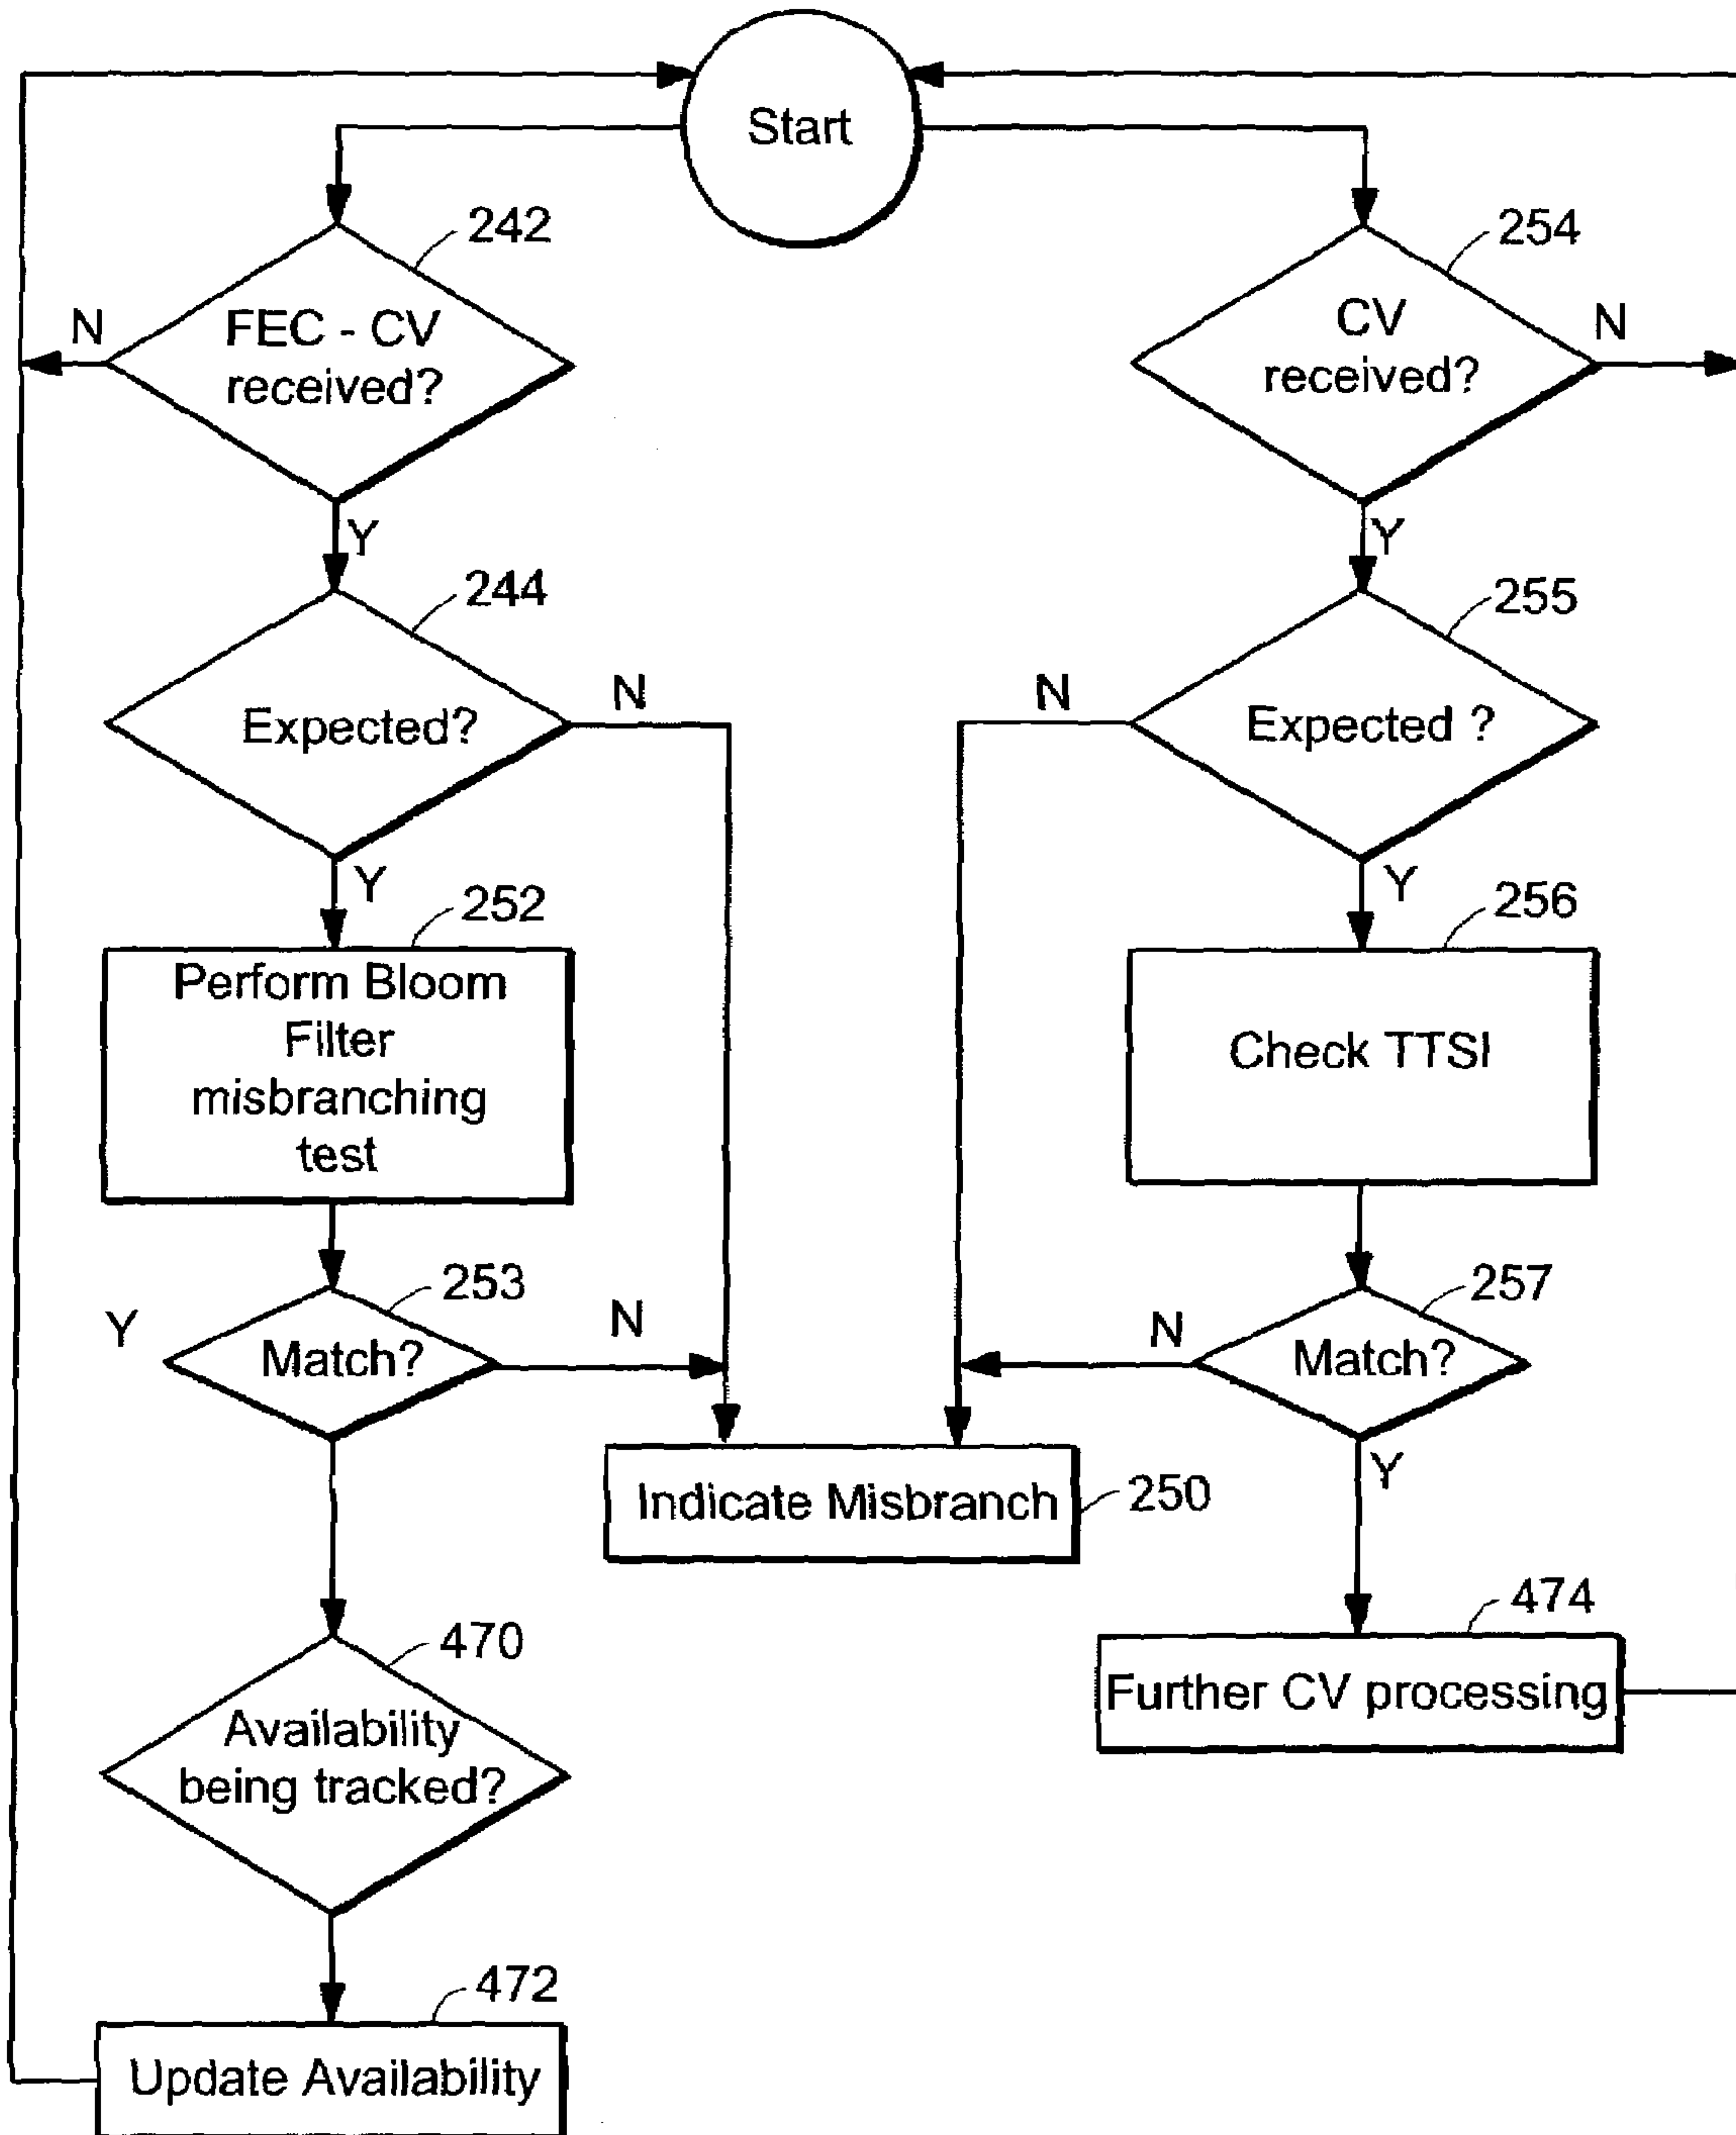 Start
242
FEC - CV
received?
N
Y
254
CV
received?
N
Y
244
Expected?
N
Y
255
Expected ?
N
Y
252
Perform Bloom
Filter
misbranching
test
256
Check TTSI
253
Match?
Y
N
257
Match?
N
Y
Indicate Misbranch
250
470
Availability
being tracked?
474
Further CV processing
472
Update Availability